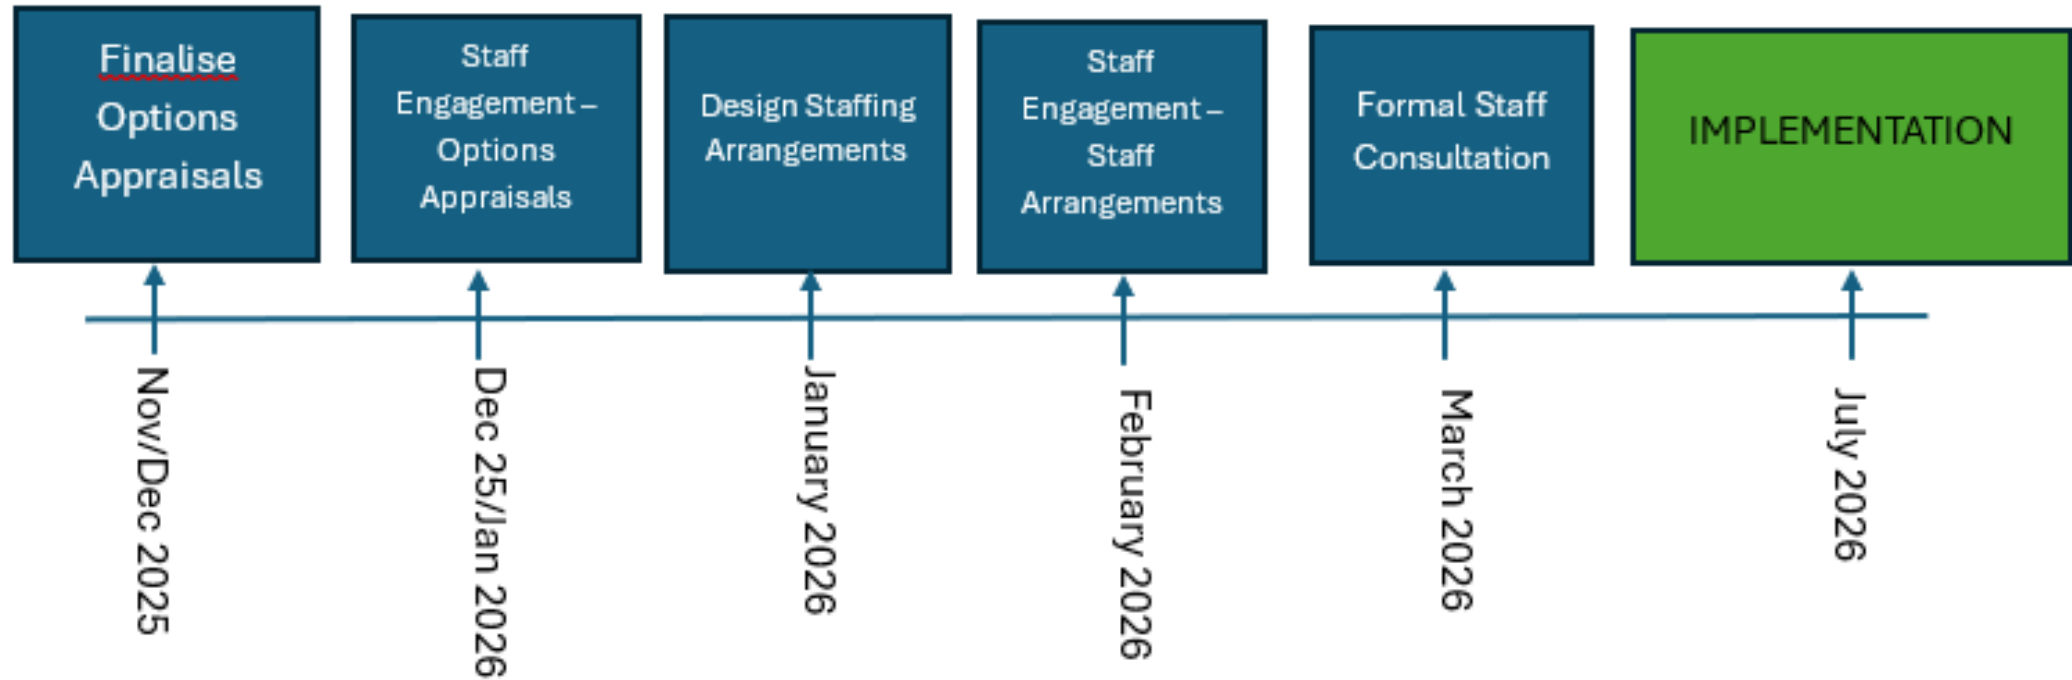 Finalise
Options
Appraisals
Staff
Engagement –
Options
Appraisals
Design Staffing
Arrangements
Staff
Engagement –
Staff
Arrangements
Formal Staff
Consultation
IMPLEMENTATION
Nov/Dec 2025
Dec 25/Jan 2026
January 2026
February 2026
March 2026
July 2026